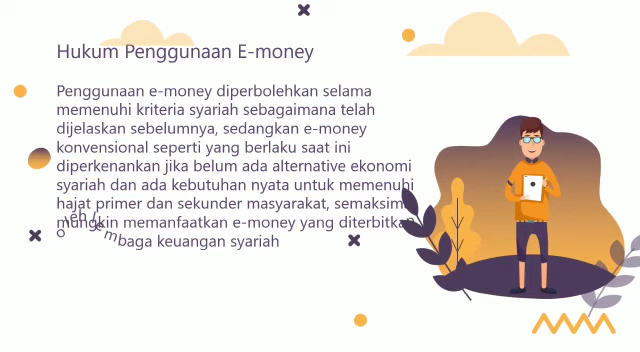 Hukum Penggunaan E-money
Penggunaan e-money diperbolehkan selama
memenuhi kriteria syariah sebagaimana telah
dijelaskan sebelumnya, sedangkan e-money
konvensional seperti yang berlaku saat ini
diperkenankan jika belum ada alternative ekonomi
syariah dan ada kebutuhan nyata untuk memenuhi
hajat primer dan sekunder masyarakat, semaksimal
mungkin memanfaatkan e-money yang diterbitkan
oleh lembaga keuangan syariah